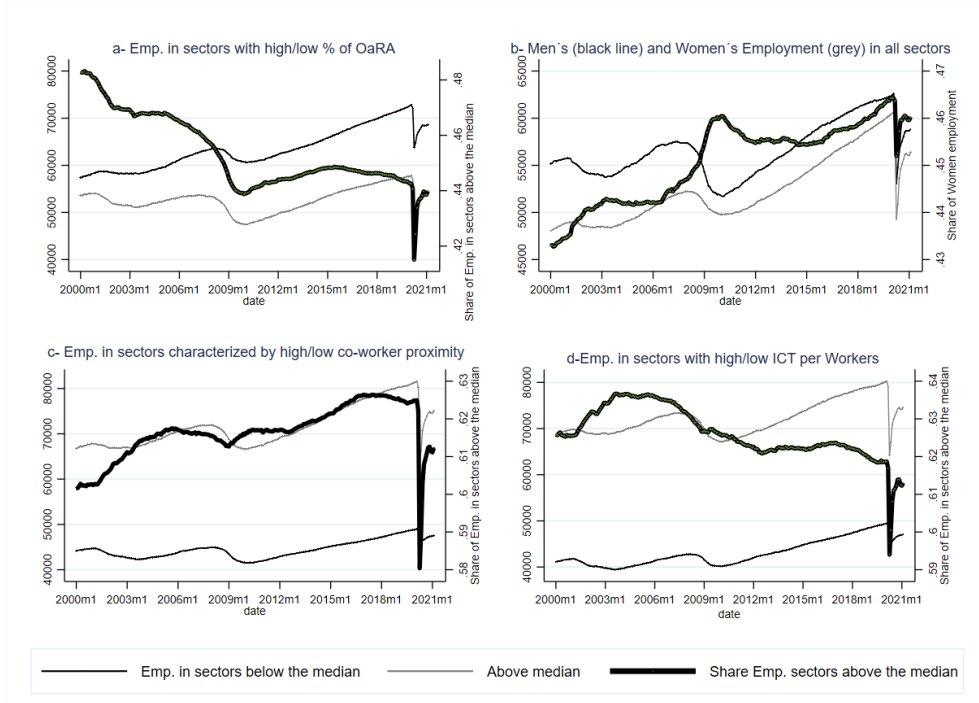 a- Emp. in sectors with high/low % of OaRA
80000
70000
60000
50000
40000
.48
.46
.44
.42
Share of Emp. in sectors above the median
2000m1 2003m1 2006m1 2009m1 2012m1 2015m1 2018m1 2021m1
date
b- Men´s (black line) and Women´s Employment (grey) in all sectors
65000
60000
55000
50000
45000
.47
.46
.45
.44
.43
Share of Women employment
2000m1 2003m1 2006m1 2009m1 2012m1 2015m1 2018m1 2021m1
date
c- Emp. in sectors characterized by high/low co-worker proximity
80000
70000
60000
50000
40000
.63
.62
.61
.6
.59
.58
Share of Emp. in sectors above the median
2000m1 2003m1 2006m1 2009m1 2012m1 2015m1 2018m1 2021m1
date
d-Emp. in sectors with high/low ICT per Workers
80000
70000
60000
50000
40000
.64
.63
.62
.61
.6
.59
Share of Emp. in sectors above the median
2000m1 2003m1 2006m1 2009m1 2012m1 2015m1 2018m1 2021m1
date
Emp. in sectors below the median
Above median
Share Emp. sectors above the median